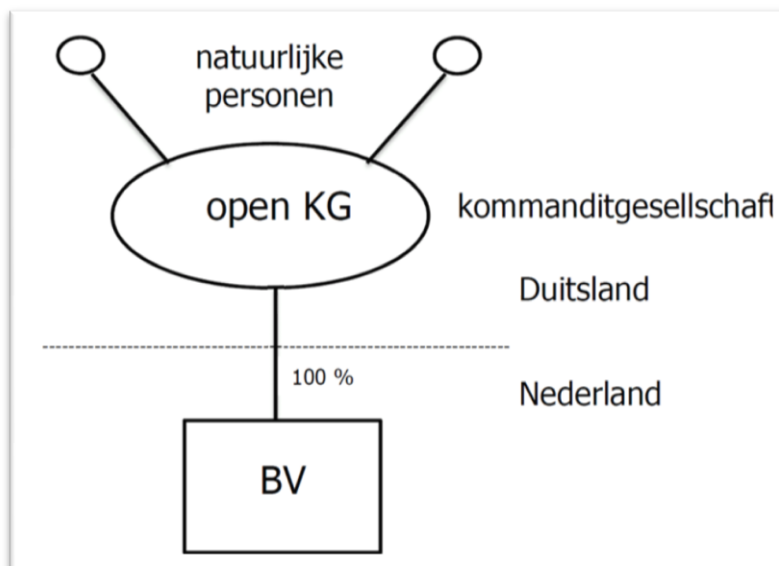 natuurlijke
personen
open KG
kommanditgesellschaft
Duitsland
100 %
Nederland
BV